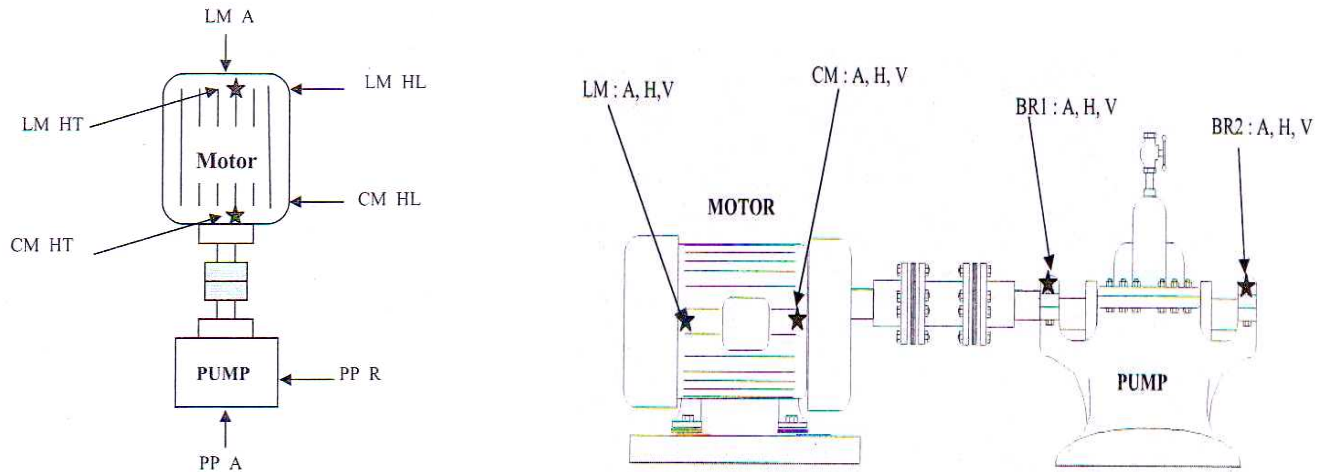 LM A
LM HL
LM HT
Motor
CM HL
CM HT
PUMP
PP R
PP A
LM : A, H,V
CM : A, H, V
BR1 : A, H, V
BR2 : A, H, V
MOTOR
PUMP